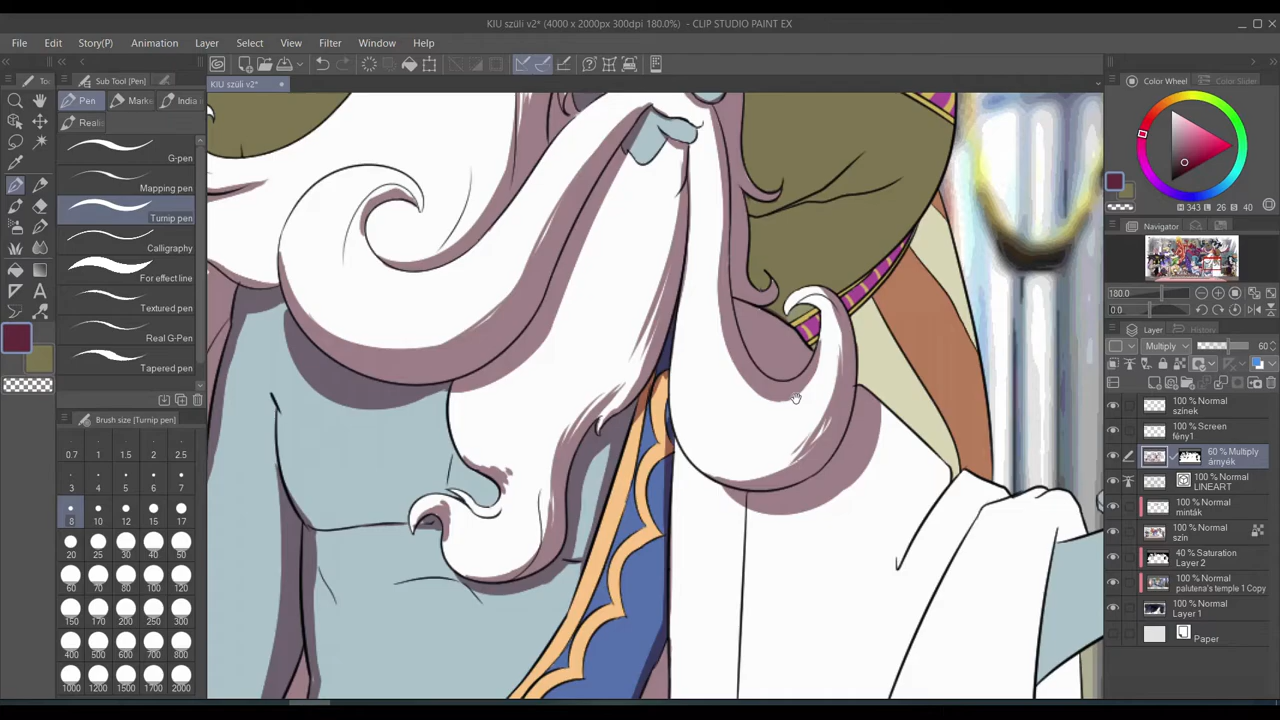 KIU szüli v2* (4000 x 2000px 300dpi 180.0%) - CLIP STUDIO PAINT EX
File Edit Story(P) Animation Layer Select View Filter Window Help
KIU szüli v2*
Sub Tool [Pen]
Pen Marke India
Realis
G-pen
Mapping pen
Turnip pen
Calligraphy
For effect line
Textured pen
Real G-Pen
Tapered pen
Brush size [Turnip pen]
0.7 1 1.5 2 2.5
3 4 5 6 7
8 10 12 15 17
20 25 30 40 50
60 70 80 100 120
150 170 200 250 300
400 500 600 700 800
1000 1200 1500 1700 2000
Color Wheel Color Slider
H 343 S 26 B 40
Navigator
180.0
0.0
Layer History
Multiply 60
100 % Normal
színek
100 % Screen
fény1
60 % Multiply
árnyék
100 % Normal
LINEART
100 % Normal
minták
100 % Normal
szín
40 % Saturation
Layer 2
100 % Normal
palutena's temple 1 Copy
100 % Normal
Layer 1
Paper